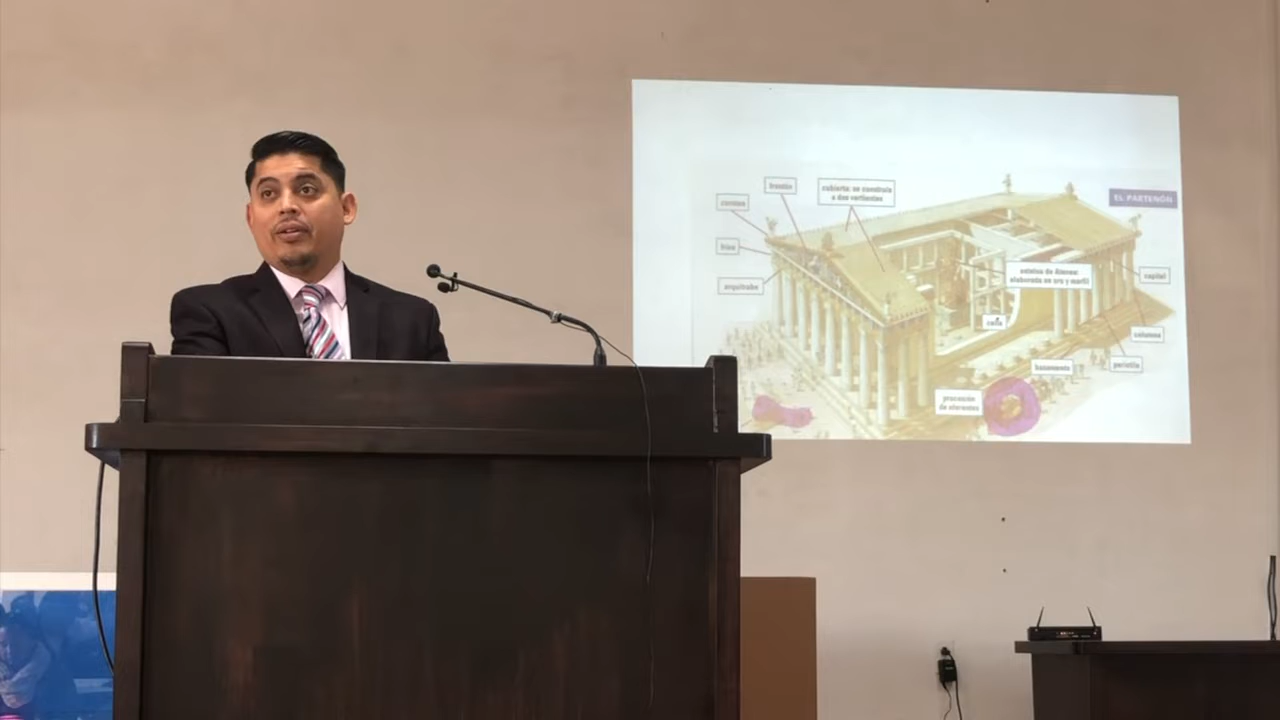 frontón
cubierta: se construía
a dos vertientes
EL PARTENÓN
cornisa
friso
arquitrabe
estatua de Atenea:
elaborada en oro y marfil
capitel
cella
columna
peristilo
basamento
procesión
de oferentes